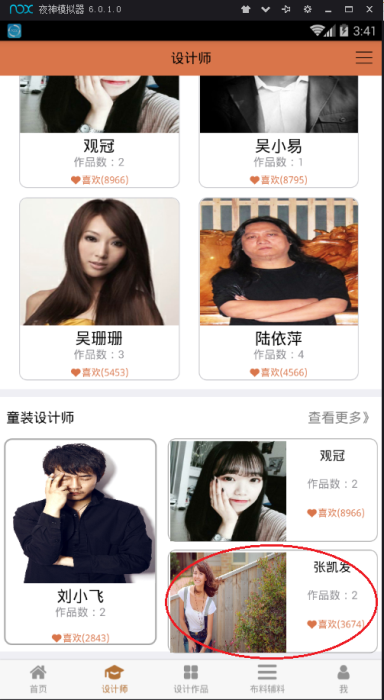 nox 夜神模拟器 6.0.1.0
3:41
设计师
观冠
作品数：2
喜欢(8966)
吴小易
作品数：1
喜欢(8795)
吴珊珊
作品数：3
喜欢(5453)
陆依萍
作品数：4
喜欢(4566)
童装设计师
查看更多》
刘小飞
作品数：2
喜欢(2843)
观冠
作品数：2
喜欢(8966)
张凯发
作品数：2
喜欢(3674)
首页
设计师
设计作品
布料辅料
我